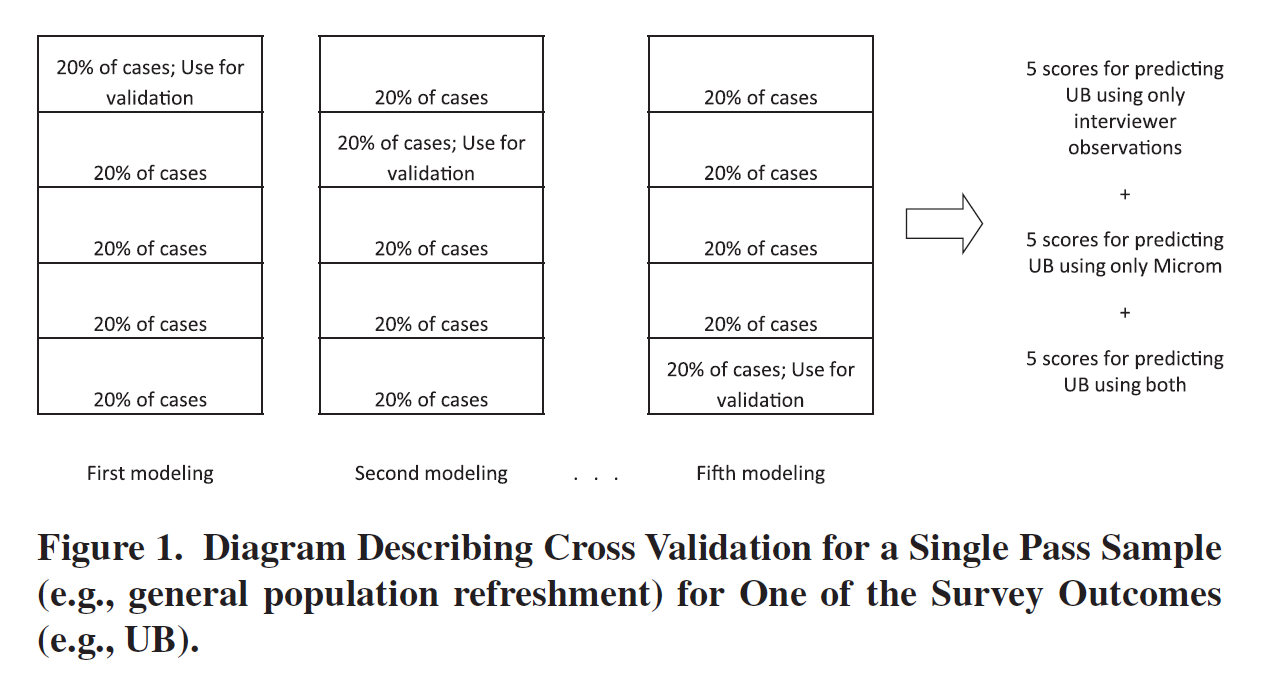 20% of cases; Use for
validation
20% of cases
20% of cases
20% of cases
20% of cases
First modeling
20% of cases
20% of cases; Use for
validation
20% of cases
20% of cases
20% of cases
Second modeling
. . .
20% of cases
20% of cases
20% of cases
20% of cases
20% of cases; Use for
validation
Fifth modeling
5 scores for predicting
UB using only
interviewer
observations
+
5 scores for predicting
UB using only Microm
+
5 scores for predicting
UB using both
Figure 1. Diagram Describing Cross Validation for a Single Pass Sample
(e.g., general population refreshment) for One of the Survey Outcomes
(e.g., UB).